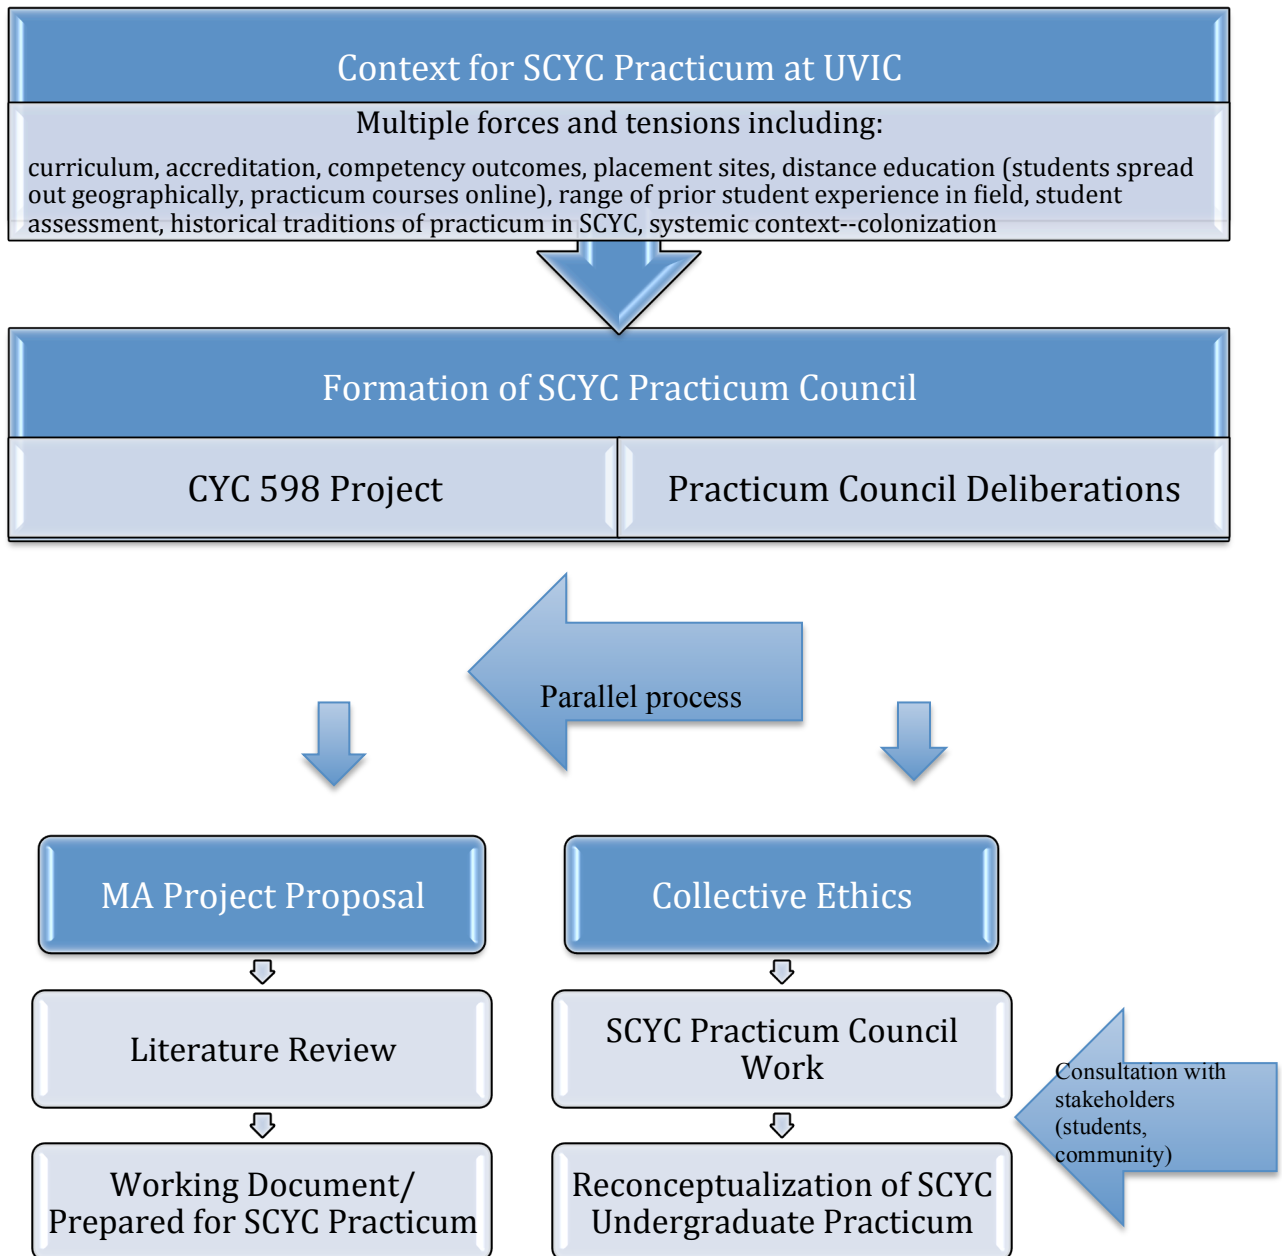 Context for SCYC Practicum at UVIC
Multiple forces and tensions including:
curriculum, accreditation, competency outcomes, placement sites, distance education (students spread
out geographically, practicum courses online), range of prior student experience in field, student
assessment, historical traditions of practicum in SCYC, systemic context--colonization
Formation of SCYC Practicum Council
CYC 598 Project
Practicum Council Deliberations
Parallel process
MA Project Proposal
Collective Ethics
Literature Review
SCYC Practicum Council
Work
Consultation with
stakeholders
(students,
community)
Working Document/
Prepared for SCYC Practicum
Reconceptualization of SCYC
Undergraduate Practicum